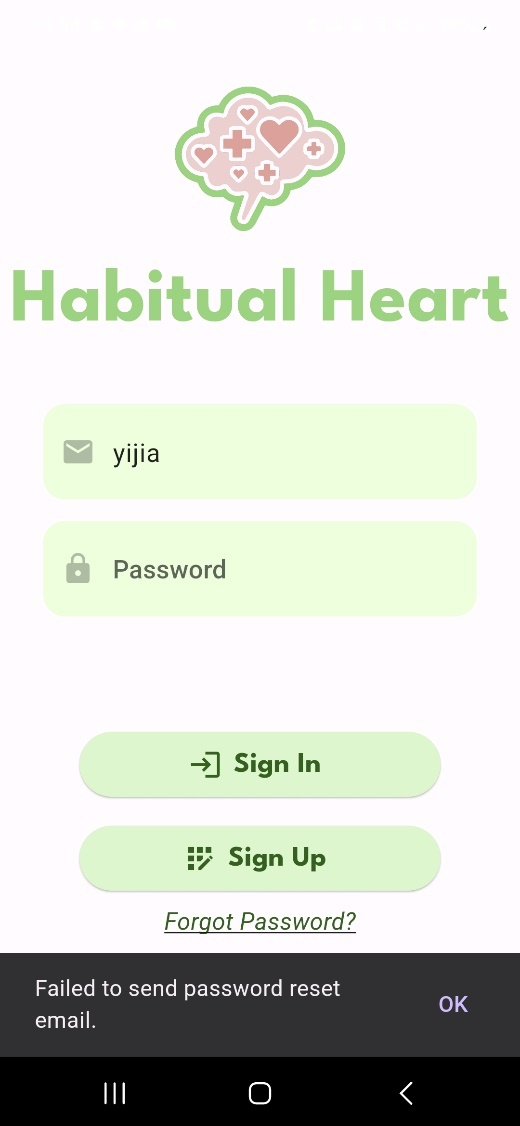 Habitual Heart
yijia
Password
Sign In
Sign Up
Forgot Password?
Failed to send password reset
email.
OK